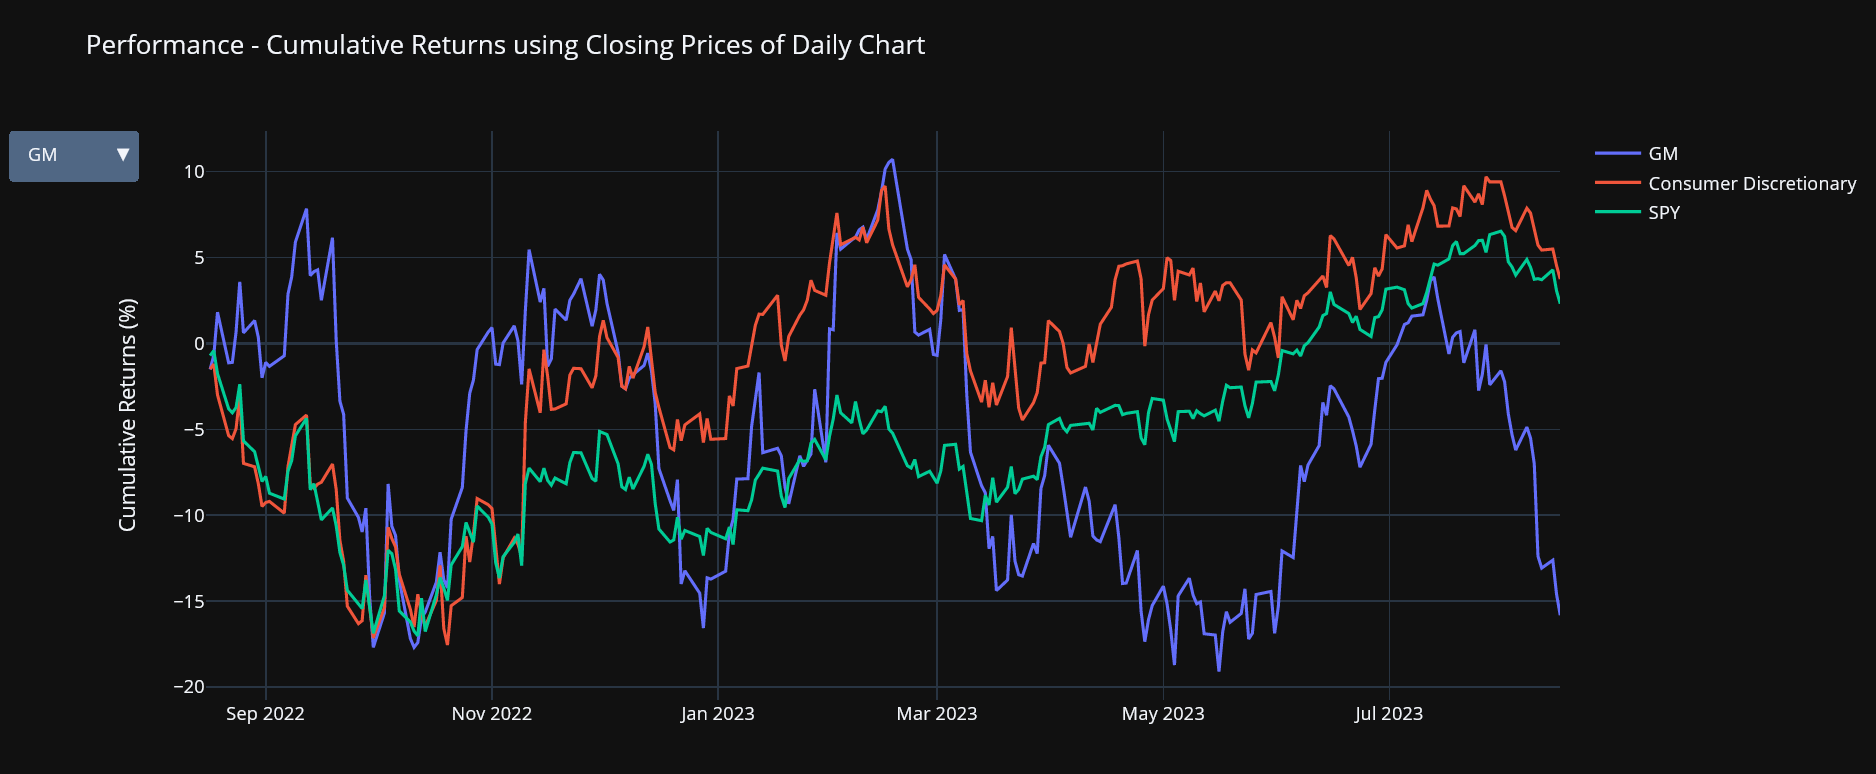 Performance - Cumulative Returns using Closing Prices of Daily Chart
GM ▼
GM
Consumer Discretionary
SPY
Cumulative Returns (%)
10
5
0
−5
−10
−15
−20
Sep 2022
Nov 2022
Jan 2023
Mar 2023
May 2023
Jul 2023